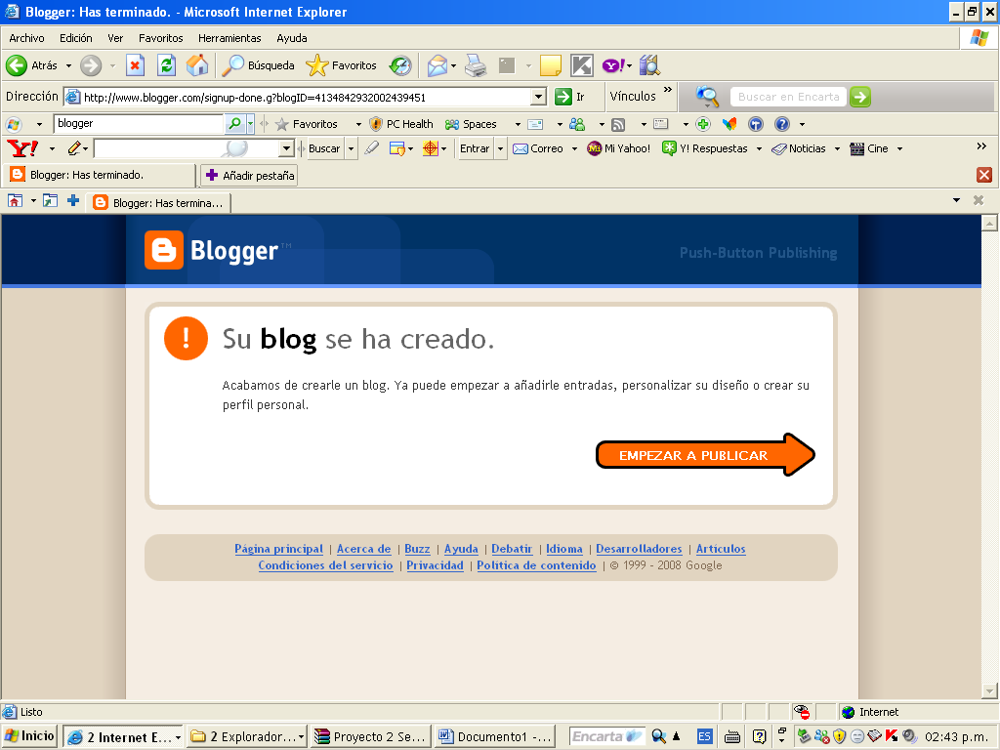 Blogger: Has terminado. - Microsoft Internet Explorer
Archivo Edición Ver Favoritos Herramientas Ayuda
Atrás Búsqueda Favoritos
Dirección http://www.blogger.com/signup-done.g?blogID=4134842932002439451 Ir Vínculos » Buscar en Encarta
blogger Favoritos PC Health Spaces
Y! Buscar Entrar Correo Mi Yahoo! Y! Respuestas Noticias Cine »
Blogger: Has terminado. Añadir pestaña
Blogger: Has termina...
Blogger™ Push-Button Publishing
! Su blog se ha creado.
Acabamos de crearle un blog. Ya puede empezar a añadirle entradas, personalizar su diseño o crear su
perfil personal.
EMPEZAR A PUBLICAR
Página principal | Acerca de | Buzz | Ayuda | Debatir | Idioma | Desarrolladores | Artículos
Condiciones del servicio | Privacidad | Política de contenido | © 1999 - 2008 Google
Listo Internet
Inicio 2 Internet E... 2 Explorador... Proyecto 2 Se... Documento1 -... Encarta ES 02:43 p.m.